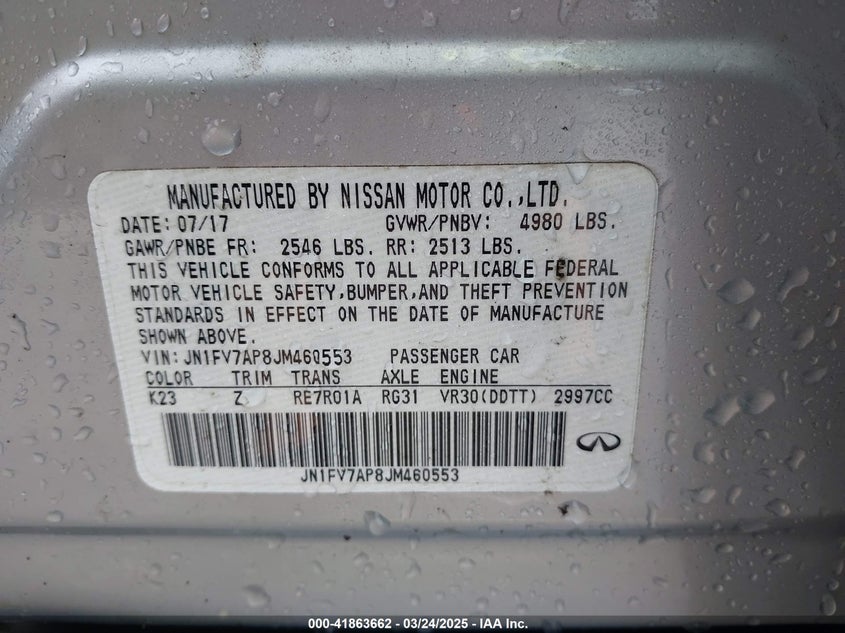 MANUFACTURED BY NISSAN MOTOR CO.,LTD.
DATE: 07/17 GVWR/PNBV: 4980 LBS.
GAWR/PNBE FR: 2546 LBS. RR: 2513 LBS.
THIS VEHICLE CONFORMS TO ALL APPLICABLE FEDERAL
MOTOR VEHICLE SAFETY,BUMPER,AND THEFT PREVENTION
STANDARDS IN EFFECT ON THE DATE OF MANUFACTURE
SHOWN ABOVE.
VIN: JN1FV7AP8JM460553 PASSENGER CAR
COLOR TRIM TRANS AXLE ENGINE
K23 Z RE7R01A RG31 VR30(DDTT) 2997CC
JN1FV7AP8JM460553
000-41863662 - 03/24/2025 - IAA Inc.